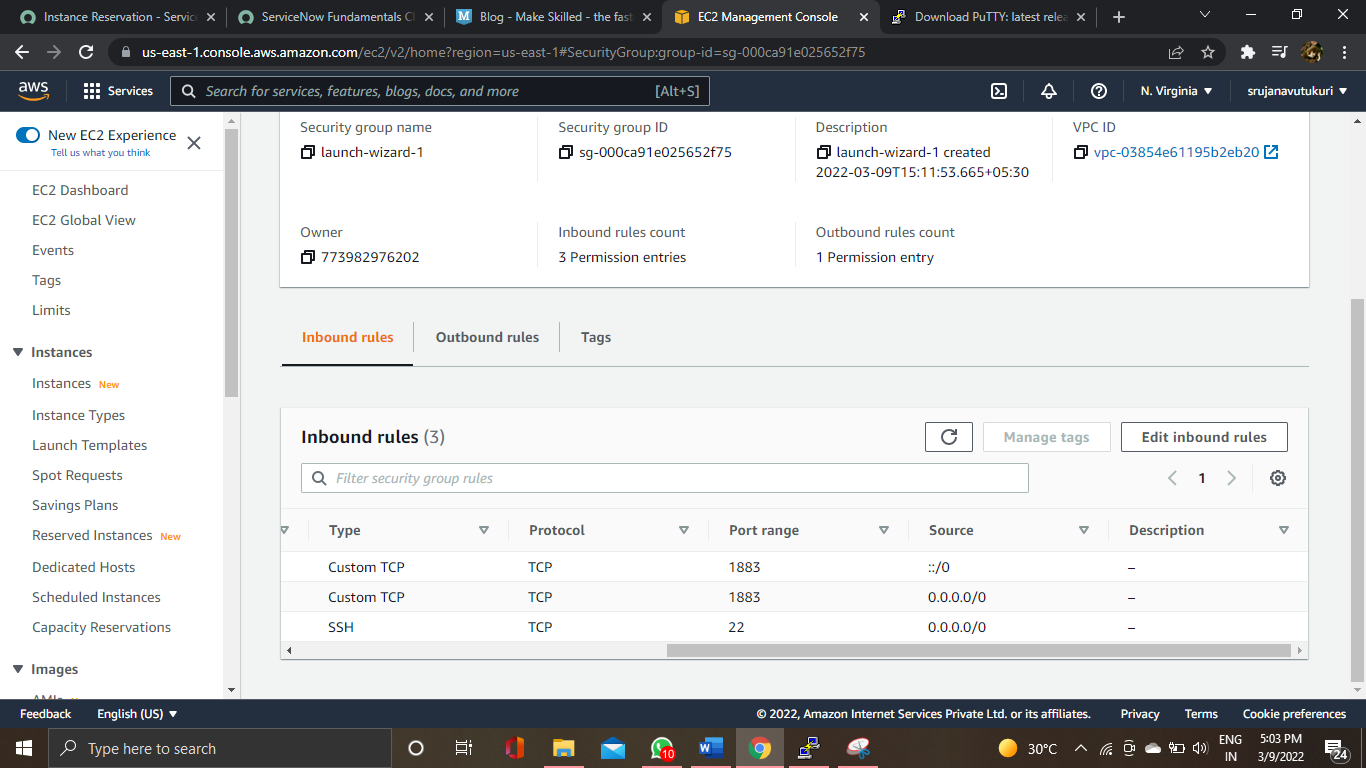 Instance Reservation - Servic
ServiceNow Fundamentals Cl
Blog - Make Skilled - the fast
EC2 Management Console
Download PuTTY: latest relea
us-east-1.console.aws.amazon.com/ec2/v2/home?region=us-east-1#SecurityGroup:group-id=sg-000ca91e025652f75
aws Services Search for services, features, blogs, docs, and more [Alt+S] N. Virginia srujanavutukuri
New EC2 Experience
Tell us what you think
EC2 Dashboard
EC2 Global View
Events
Tags
Limits
Instances
Instances New
Instance Types
Launch Templates
Spot Requests
Savings Plans
Reserved Instances New
Dedicated Hosts
Scheduled Instances
Capacity Reservations
Images
Security group name
launch-wizard-1
Security group ID
sg-000ca91e025652f75
Description
launch-wizard-1 created
2022-03-09T15:11:53.665+05:30
VPC ID
vpc-03854e61195b2eb20
Owner
773982976202
Inbound rules count
3 Permission entries
Outbound rules count
1 Permission entry
Inbound rules Outbound rules Tags
Inbound rules (3) Manage tags Edit inbound rules
Filter security group rules 1
Type Protocol Port range Source Description
Custom TCP TCP 1883 ::/0 –
Custom TCP TCP 1883 0.0.0.0/0 –
SSH TCP 22 0.0.0.0/0 –
Feedback English (US) © 2022, Amazon Internet Services Private Ltd. or its affiliates. Privacy Terms Cookie preferences
Type here to search
10
30°C
ENG
IN
5:03 PM
3/9/2022
24